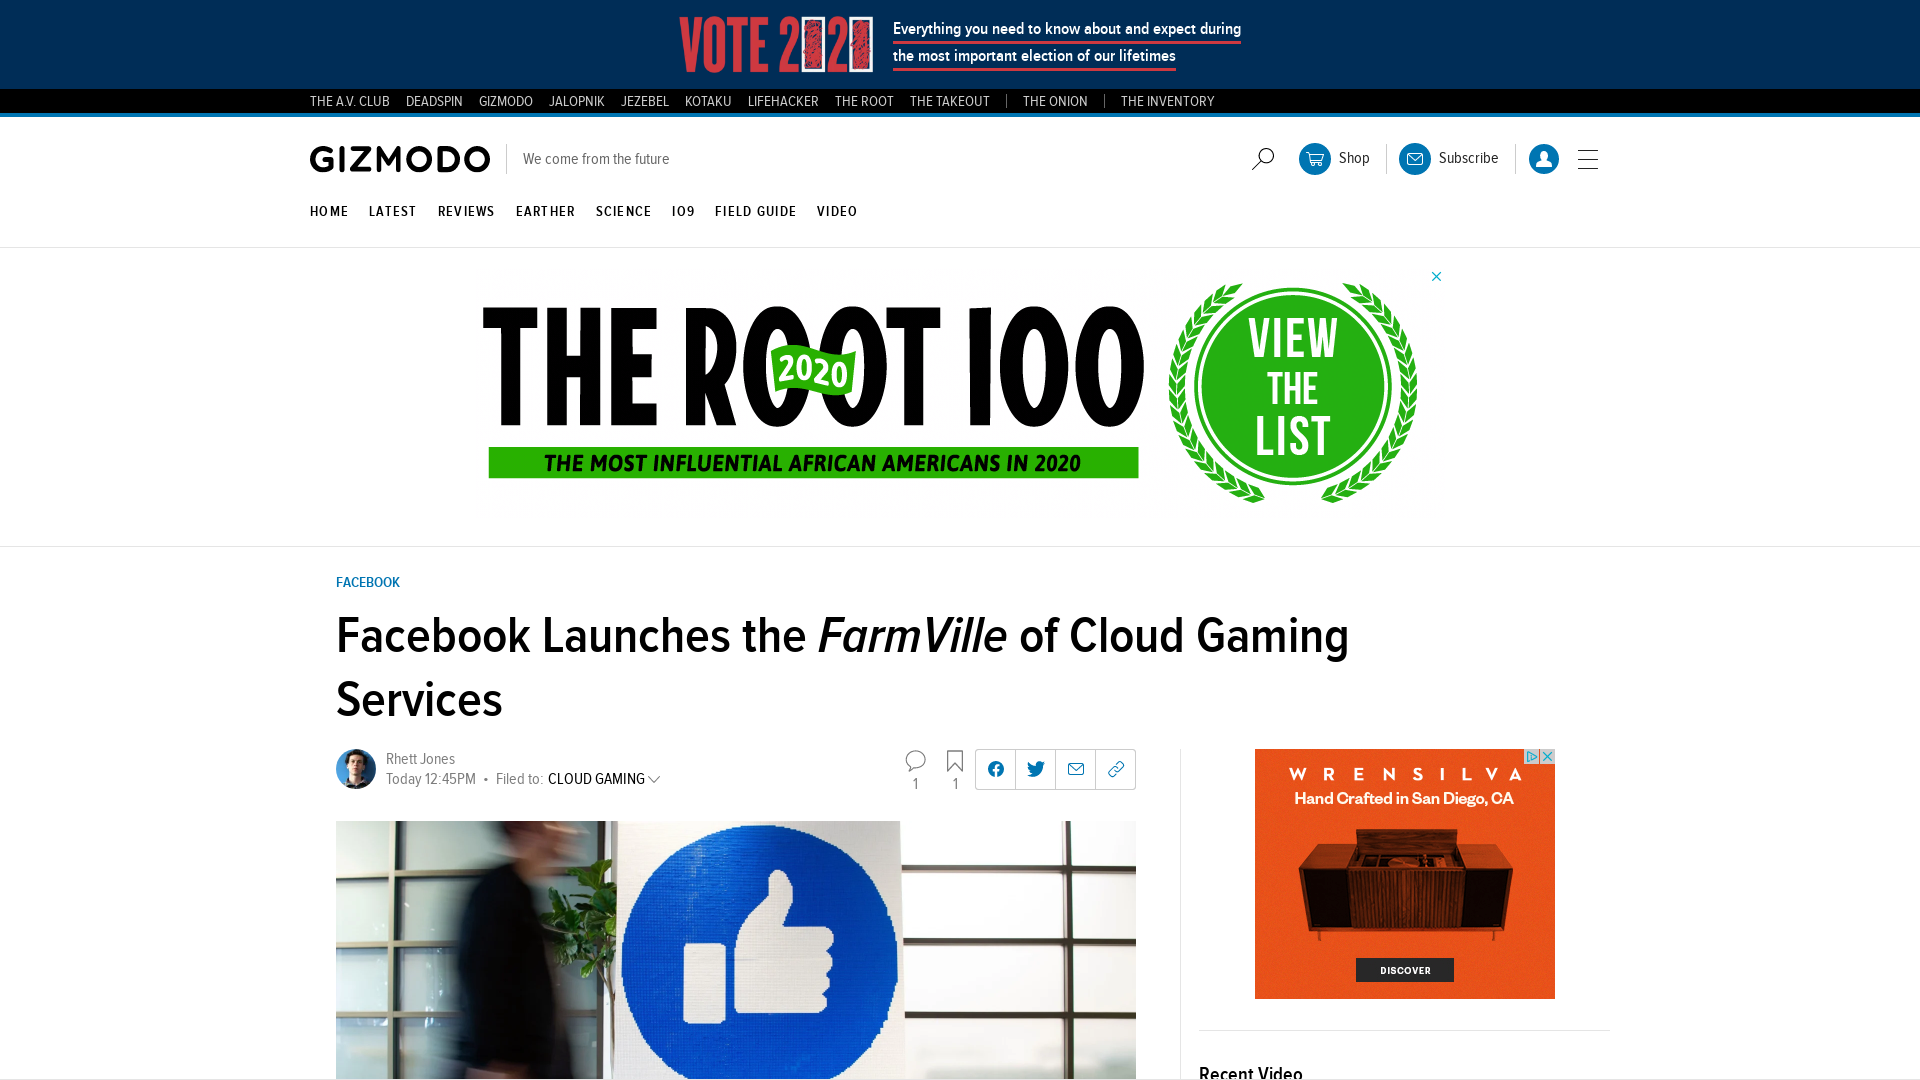 VOTE 2020
Everything you need to know about and expect during
the most important election of our lifetimes
THE A.V. CLUB DEADSPIN GIZMODO JALOPNIK JEZEBEL KOTAKU LIFEHACKER THE ROOT THE TAKEOUT THE ONION THE INVENTORY
GIZMODO We come from the future Shop Subscribe
HOME LATEST REVIEWS EARTHER SCIENCE IO9 FIELD GUIDE VIDEO
THE ROOT 100
2020
THE MOST INFLUENTIAL AFRICAN AMERICANS IN 2020
VIEW
THE
LIST
FACEBOOK
Facebook Launches the FarmVille of Cloud Gaming
Services
Rhett Jones
Today 12:45PM • Filed to: CLOUD GAMING
1 1
WRENSILVA
Hand Crafted in San Diego, CA
DISCOVER
Recent Video